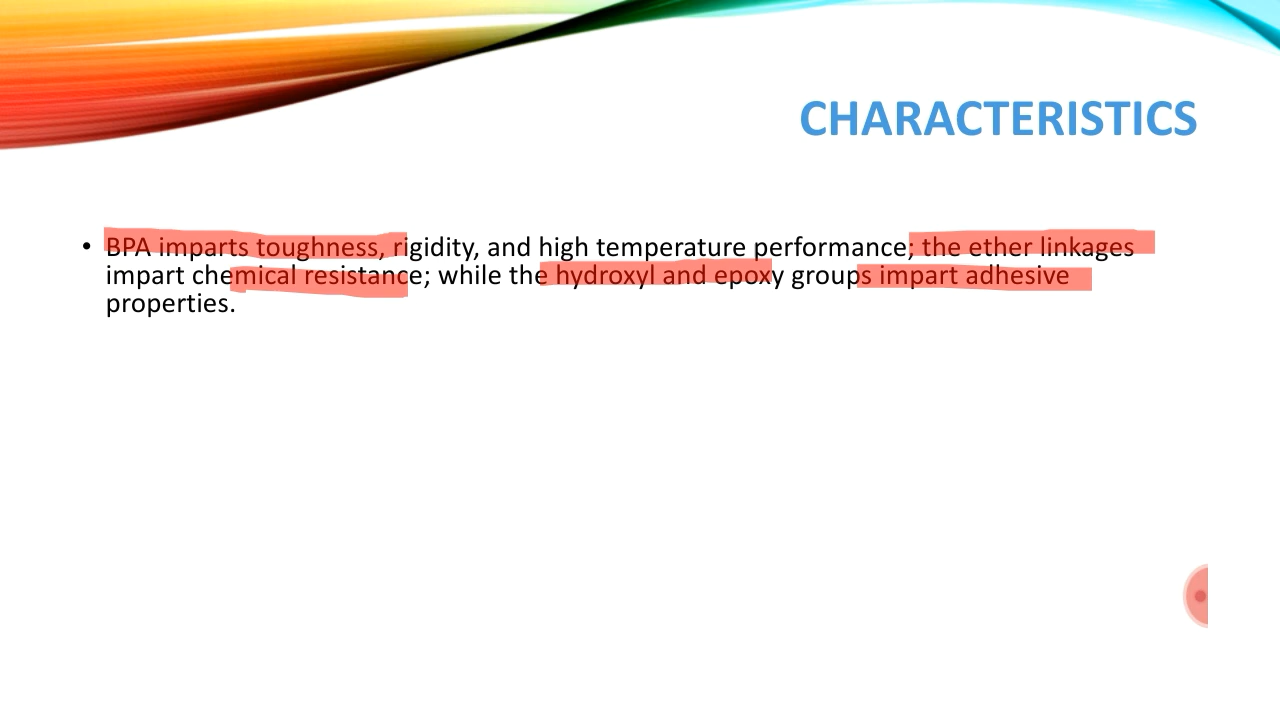 CHARACTERISTICS
• BPA imparts toughness, rigidity, and high temperature performance; the ether linkages
impart chemical resistance; while the hydroxyl and epoxy groups impart adhesive
properties.